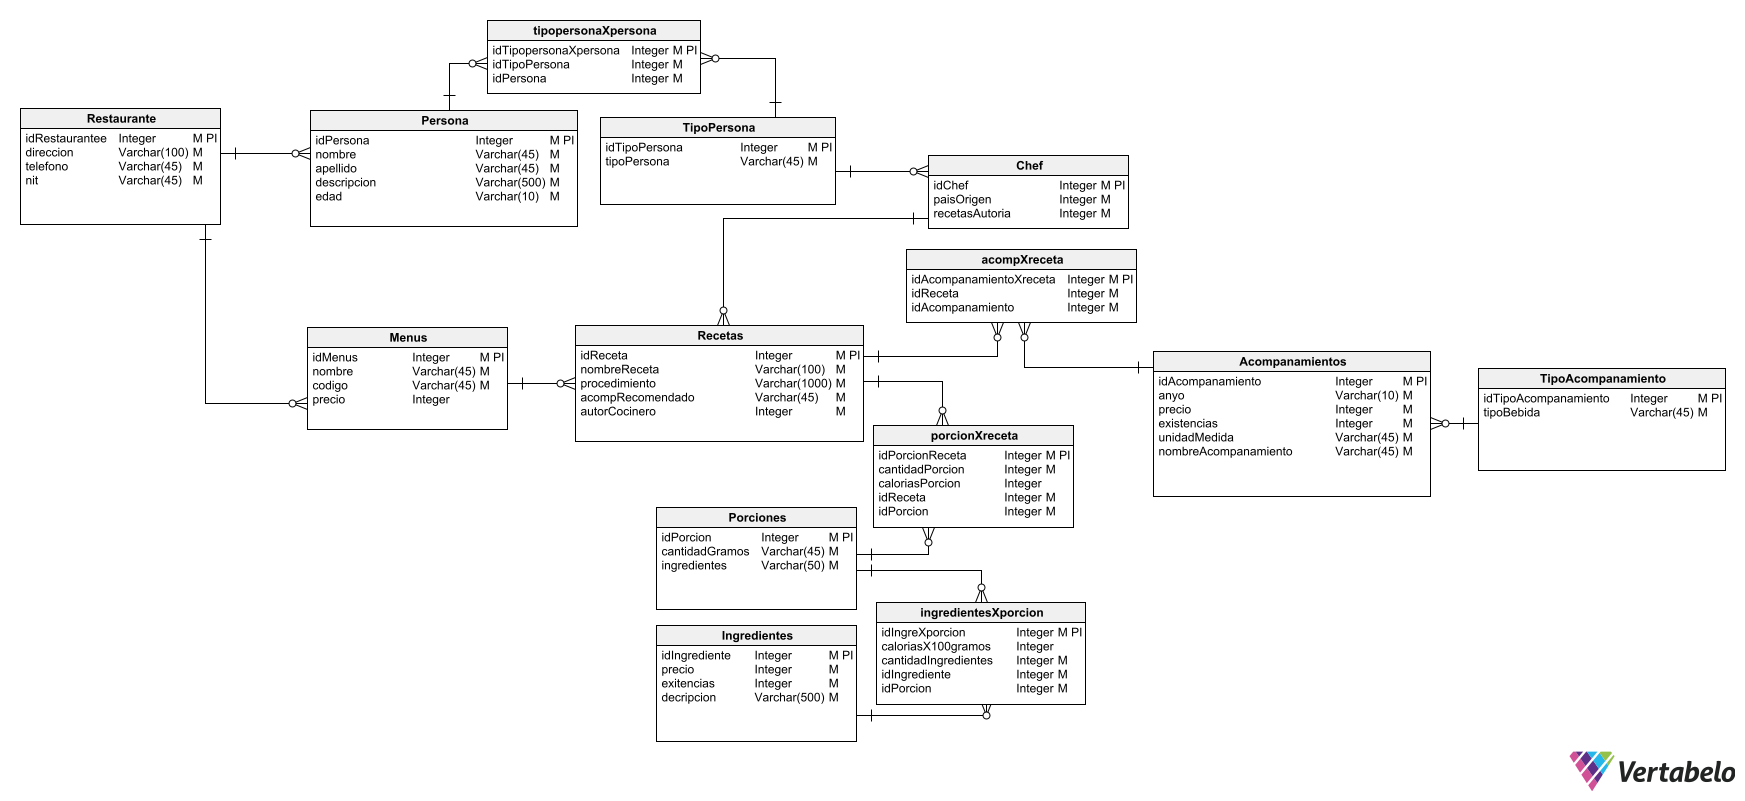 tipopersonaXpersona
idTipopersonaXpersona Integer M PI
idTipoPersona Integer M
idPersona Integer M
Restaurante
idRestaurantee Integer M PI
direccion Varchar(100) M
telefono Varchar(45) M
nit Varchar(45) M
Persona
idPersona Integer M PI
nombre Varchar(45) M
apellido Varchar(45) M
descripcion Varchar(500) M
edad Varchar(10) M
TipoPersona
idTipoPersona Integer M PI
tipoPersona Varchar(45) M
Chef
idChef Integer M PI
paisOrigen Integer M
recetasAutoria Integer M
acompXreceta
idAcompanamientoXreceta Integer M PI
idReceta Integer M
idAcompanamiento Integer M
Menus
idMenus Integer M PI
nombre Varchar(45) M
codigo Varchar(45) M
precio Integer
Recetas
idReceta Integer M PI
nombreReceta Varchar(100) M
procedimiento Varchar(1000) M
acompRecomendado Varchar(45) M
autorCocinero Integer M
Acompanamientos
idAcompanamiento Integer M PI
anyo Varchar(10) M
precio Integer M
existencias Integer M
unidadMedida Varchar(45) M
nombreAcompanamiento Varchar(45) M
TipoAcompanamiento
idTipoAcompanamiento Integer M PI
tipoBebida Varchar(45) M
porcionXreceta
idPorcionReceta Integer M PI
cantidadPorcion Integer M
caloriasPorcion Integer
idReceta Integer M
idPorcion Integer M
Porciones
idPorcion Integer M PI
cantidadGramos Varchar(45) M
ingredientes Varchar(50) M
ingredientesXporcion
idIngreXporcion Integer M PI
caloriasX100gramos Integer
cantidadIngredientes Integer M
idIngrediente Integer M
idPorcion Integer M
Ingredientes
idIngrediente Integer M PI
precio Integer M
exitencias Integer M
decripcion Varchar(500) M
Vertabelo